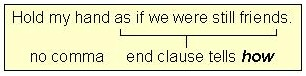 Hold my hand as if we were still friends.
no comma end clause tells how